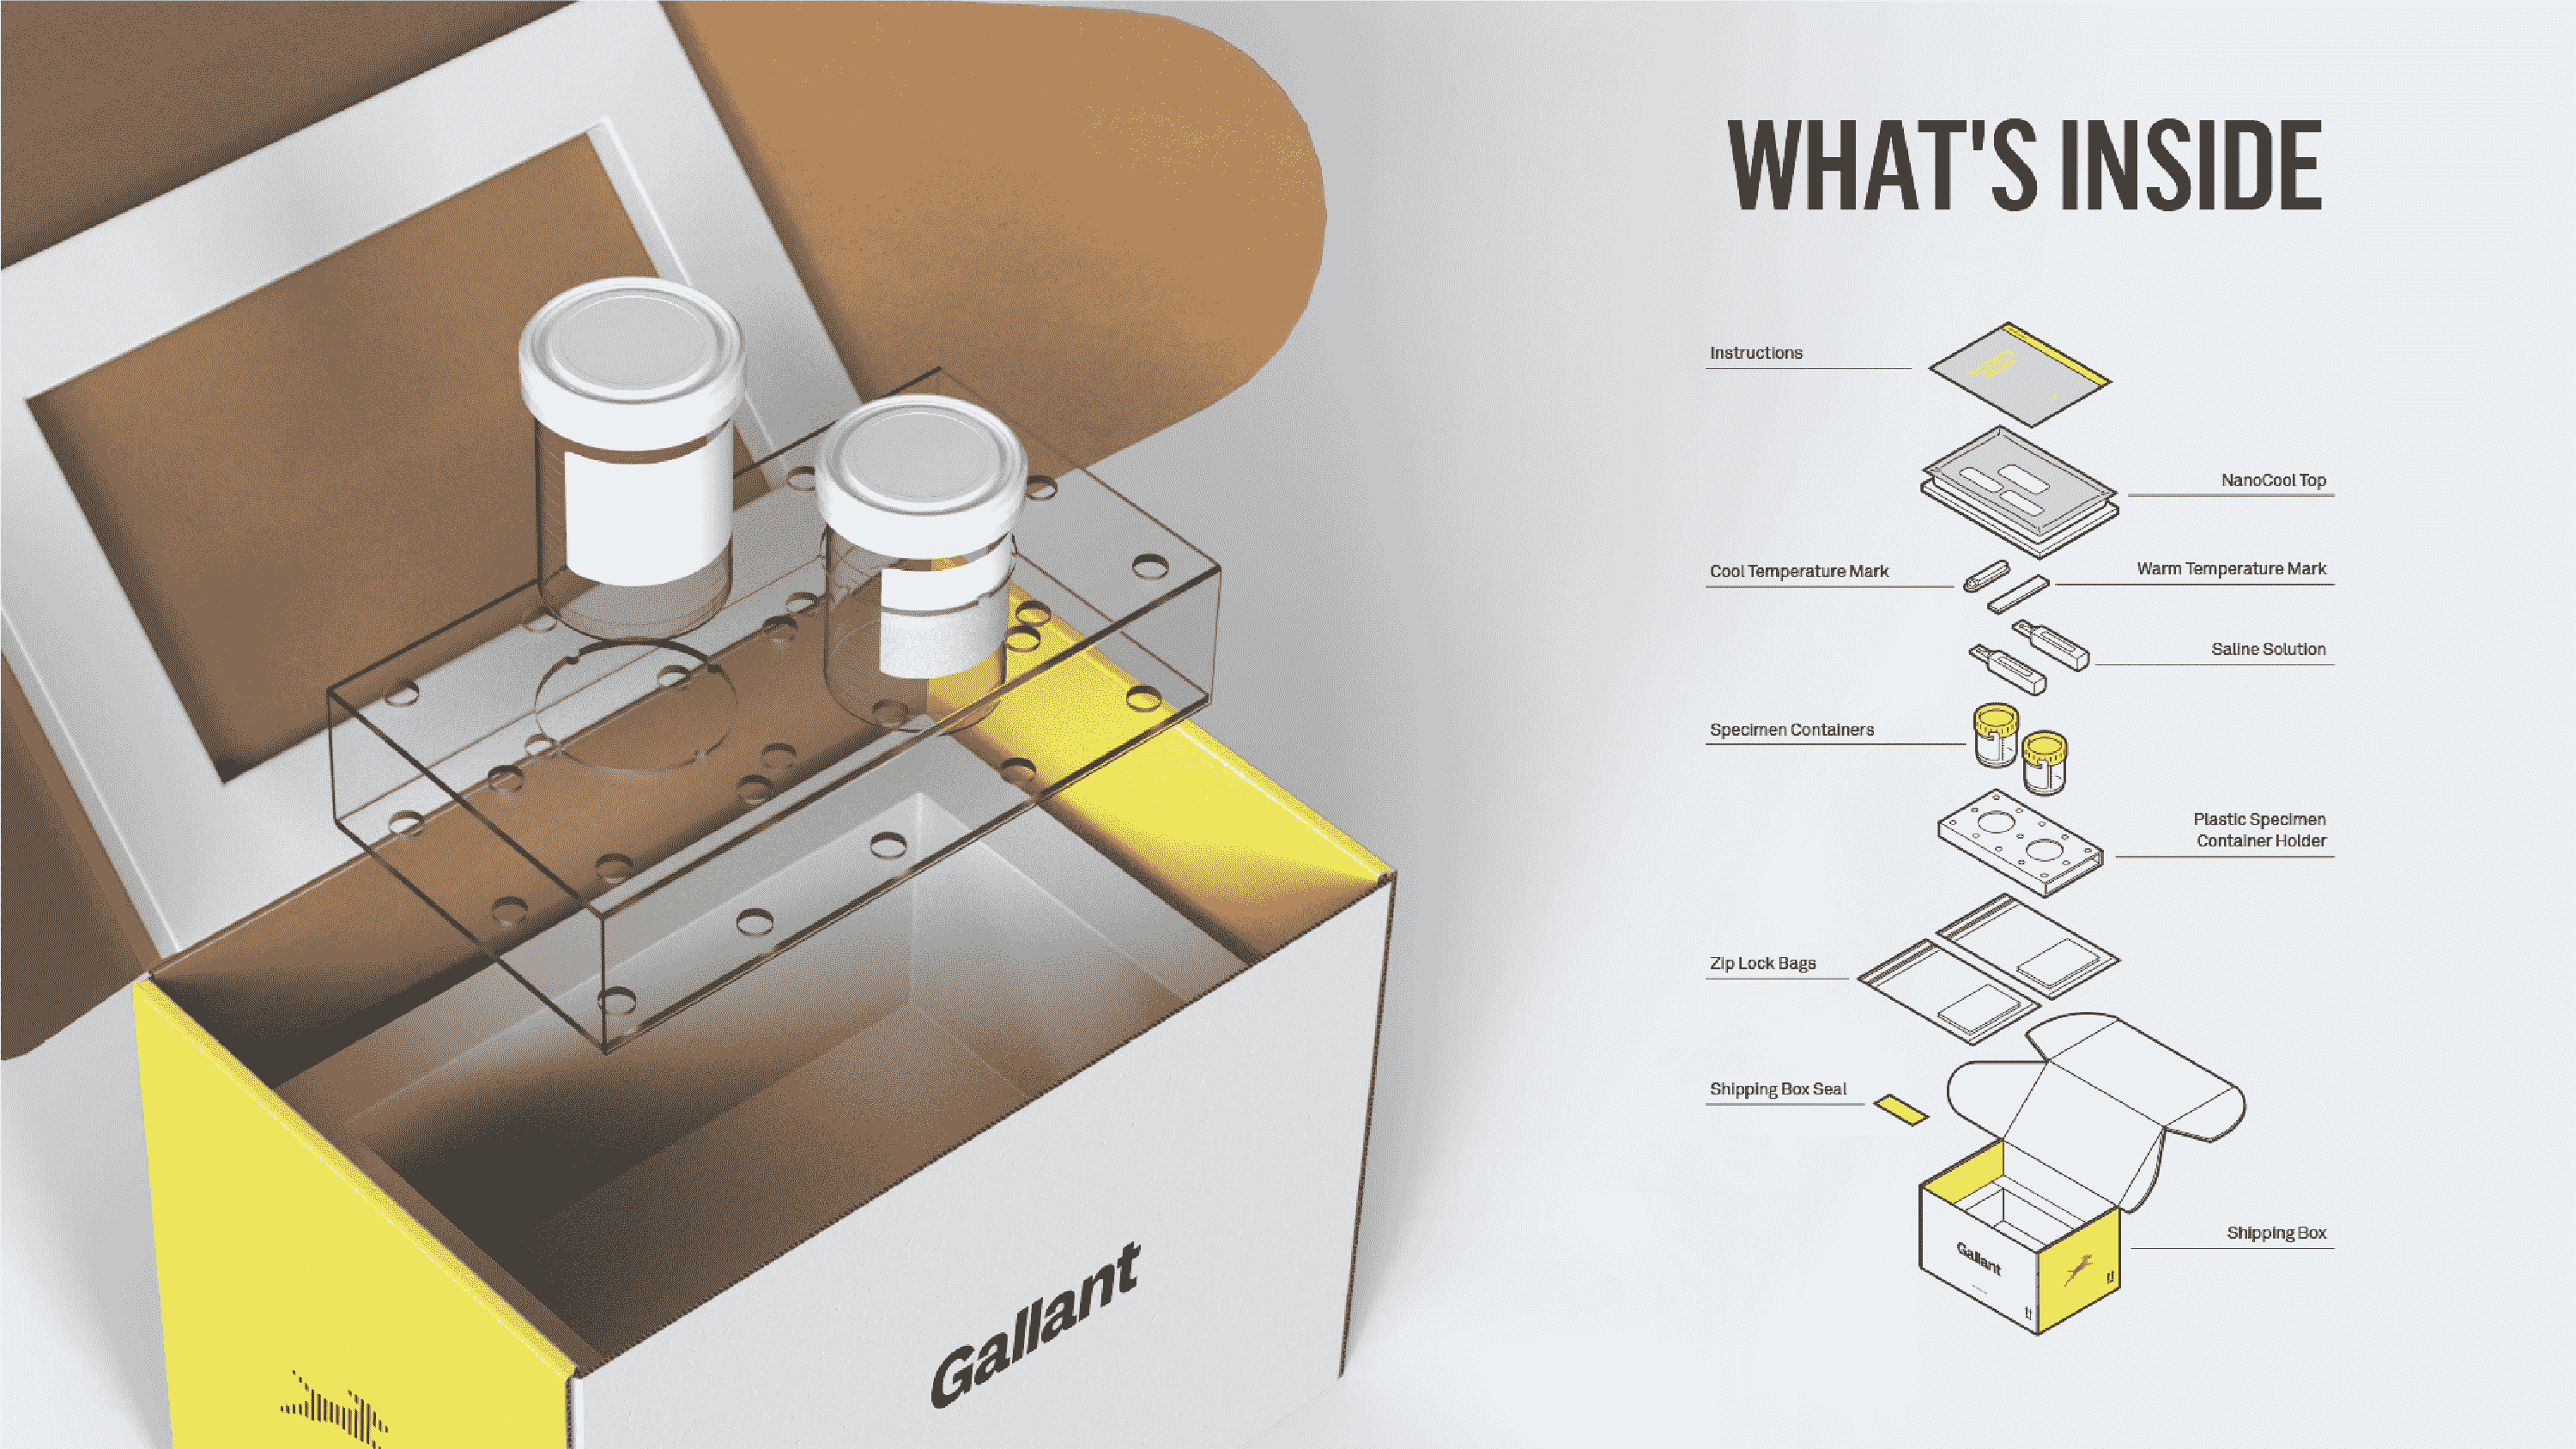 WHAT'S INSIDE
Instructions
NanoCool Top
Cool Temperature Mark
Warm Temperature Mark
Saline Solution
Specimen Containers
Plastic Specimen
Container Holder
Zip Lock Bags
Shipping Box Seal
Shipping Box
Gallant
Gallant